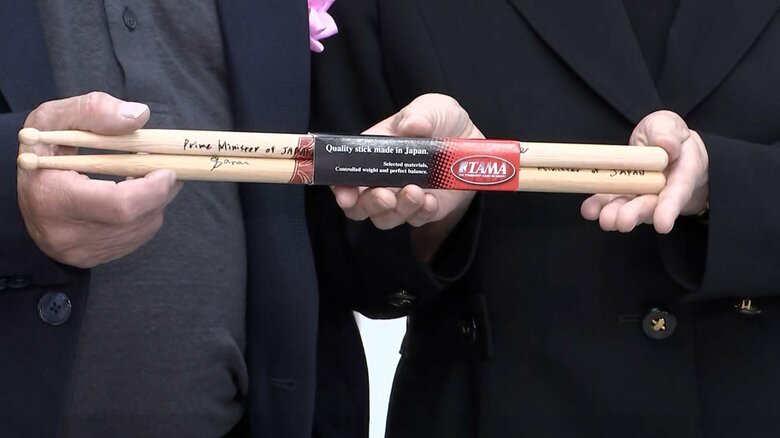 Prime Minister of JAPAN
Quality stick made in Japan.
Selected materials.
Controlled weight and perfect balance.
TAMA
Minister of JAPAN